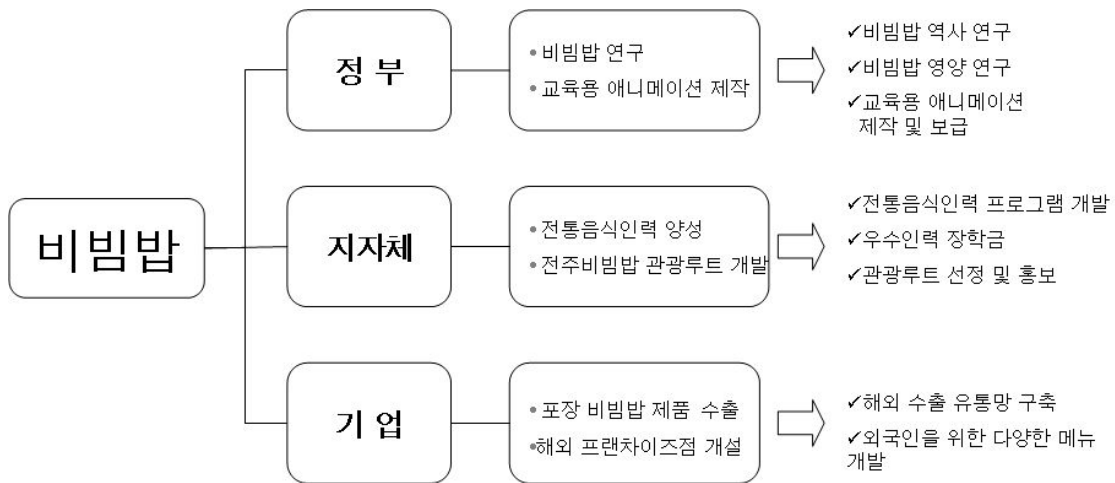 비빔밥
정 부
• 비빔밥 연구
• 교육용 애니메이션 제작
✓비빔밥 역사 연구
✓비빔밥 영양 연구
✓교육용 애니메이션
제작 및 보급
지자체
• 전통음식인력 양성
• 전주비빔밥 관광루트 개발
✓전통음식인력 프로그램 개발
✓우수인력 장학금
✓관광루트 선정 및 홍보
기 업
• 포장 비빔밥 제품 수출
•해외 프랜차이즈점 개설
✓해외 수출 유통망 구축
✓외국인을 위한 다양한 메뉴
개발